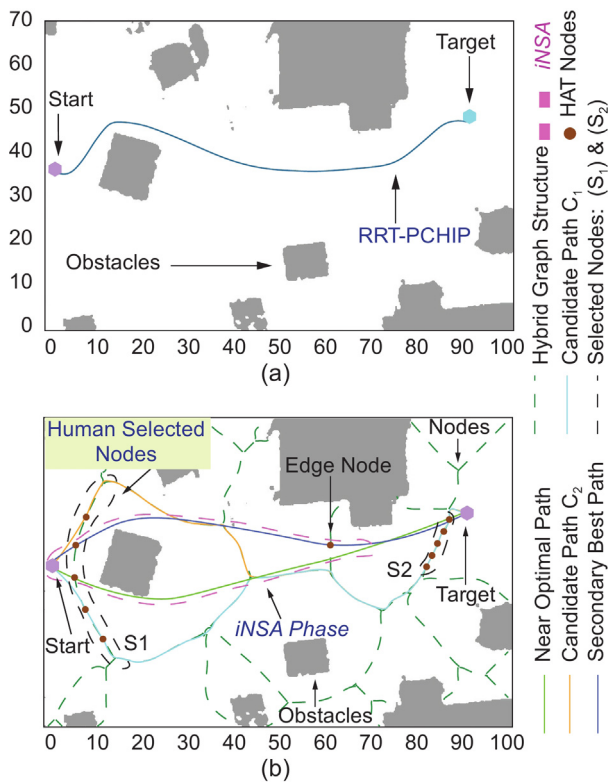 70
60
50
40
30
20
10
0
Start
Target
RRT-PCHIP
Obstacles
0 10 20 30 40 50 60 70 80 90 100
(a)
Human Selected
Nodes
Edge Node
Nodes
S1
S2
Start
Target
iNSA Phase
Obstacles
0 10 20 30 40 50 60 70 80 90 100
(b)
Near Optimal Path
Candidate Path C2
Secondary Best Path
Hybrid Graph Structure
Candidate Path C1
Selected Nodes: (S1) & (S2)
iNSA
HAT Nodes